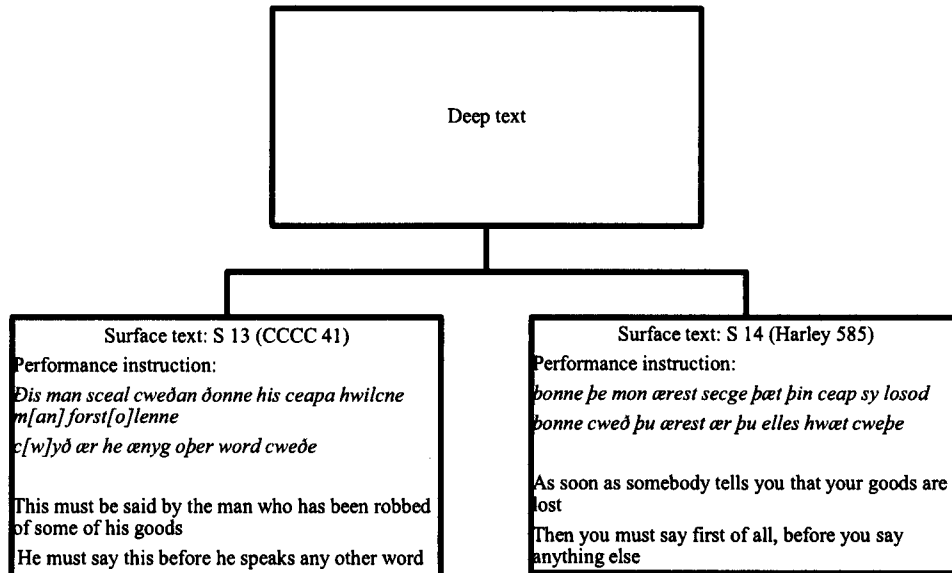 Deep text
Surface text: S 13 (CCCC 41)
Performance instruction:
Ðis man sceal cweðan ðonne his ceapa hwilcne
m[an] forst[o]lenne
c[w]yð ær he ænyg oþer word cweðe
This must be said by the man who has been robbed
of some of his goods
He must say this before he speaks any other word
Surface text: S 14 (Harley 585)
Performance instruction:
þonne þe mon ærest secge þæt þin ceap sy losod
þonne cweð þu ærest ær þu elles hwæt cweþe
As soon as somebody tells you that your goods are
lost
Then you must say first of all, before you say
anything else